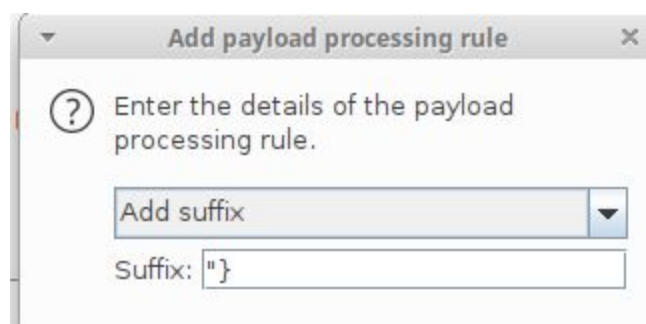 Add payload processing rule
Enter the details of the payload
processing rule.
Add suffix
Suffix: "}